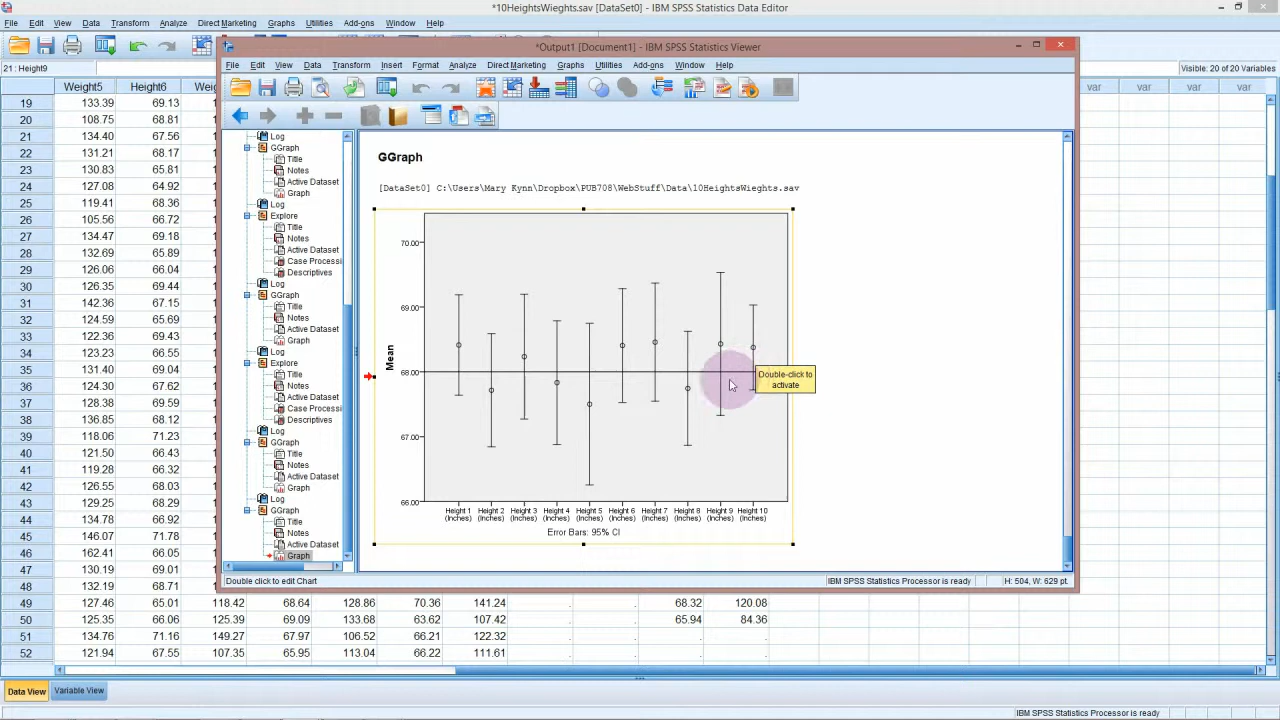 *10HeightsWieghts.sav [DataSet0] - IBM SPSS Statistics Data Editor
File Edit View Data Transform Analyze Direct Marketing Graphs Utilities Add-ons Window Help
21 : Height9
Visible: 20 of 20 Variables
Weight5 Height6 Wei
var var var var
*Output1 [Document1] - IBM SPSS Statistics Viewer
File Edit View Data Transform Insert Format Analyze Direct Marketing Graphs Utilities Add-ons Window Help
19 133.39 69.13
20 108.75 68.81
21 134.40 67.56
22 131.21 68.17
23 130.83 65.81
24 127.08 64.92
25 119.41 68.36
26 105.56 66.72
27 134.47 69.18
28 132.69 65.89
29 126.06 66.04
30 126.35 69.44
31 142.36 67.15
32 124.59 65.69
33 122.36 69.43
34 123.23 66.55
35 131.40 69.05
36 134.20 67.28
37 128.38 69.59
38 136.85 68.12
39 118.06 71.23
40 121.50 66.43
41 119.28 66.32
42 126.55 68.03
43 129.25 68.29
44 134.78 66.92
45 146.07 71.78
46 162.41 66.05
47 130.19 69.01
48 132.19 68.71
49 127.46 65.01 118.42 68.64 128.86 70.36 141.24 . . 68.32 120.08
50 125.35 66.06 125.39 69.09 133.68 63.62 107.42 . . 65.94 84.36
51 134.76 71.16 149.27 67.97 106.52 66.21 122.32 . . . .
52 121.94 67.55 107.35 65.95 113.04 66.22 111.61 . . . .
Log
GGraph
Title
Notes
Active Dataset
Graph
Log
Explore
Title
Notes
Active Dataset
Case Processi
Descriptives
Log
GGraph
Title
Notes
Active Dataset
Graph
Log
Explore
Title
Notes
Active Dataset
Case Processi
Descriptives
Log
GGraph
Title
Notes
Active Dataset
Graph
Log
GGraph
Title
Notes
Active Dataset
Graph
GGraph
[DataSet0] C:\Users\Mary Kynn\Dropbox\PUB708\WebStuff\Data\10HeightsWieghts.sav
70.00
69.00
68.00
67.00
66.00
Mean
Height 1 Height 2 Height 3 Height 4 Height 5 Height 6 Height 7 Height 8 Height 9 Height 10
(Inches) (Inches) (Inches) (Inches) (Inches) (Inches) (Inches) (Inches) (Inches) (Inches)
Error Bars: 95% CI
Double-click to
activate
Double click to edit Chart
IBM SPSS Statistics Processor is ready
H: 504, W: 629 pt.
Data View Variable View
IBM SPSS Statistics Processor is ready